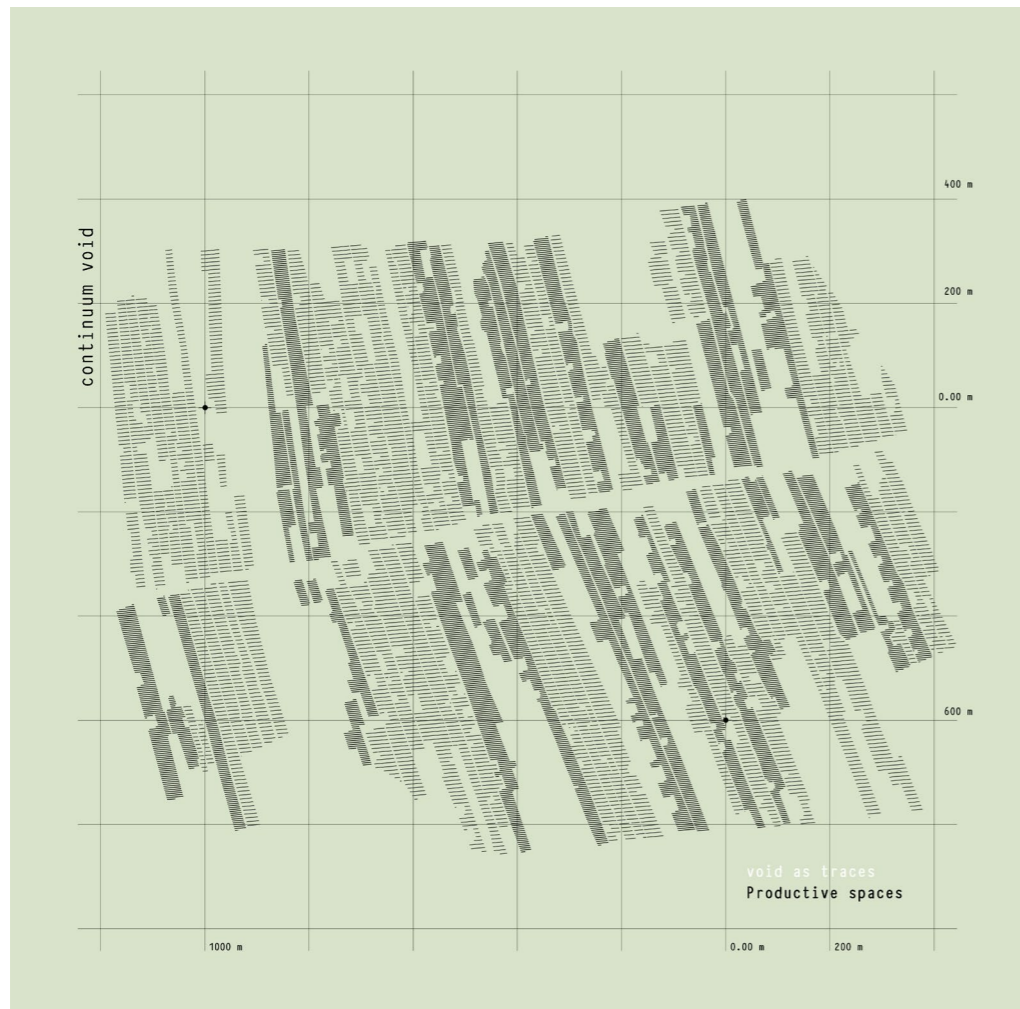 continuum void
400 m
200 m
0.00 m
600 m
void as traces
Productive spaces
1000 m
0.00 m
200 m